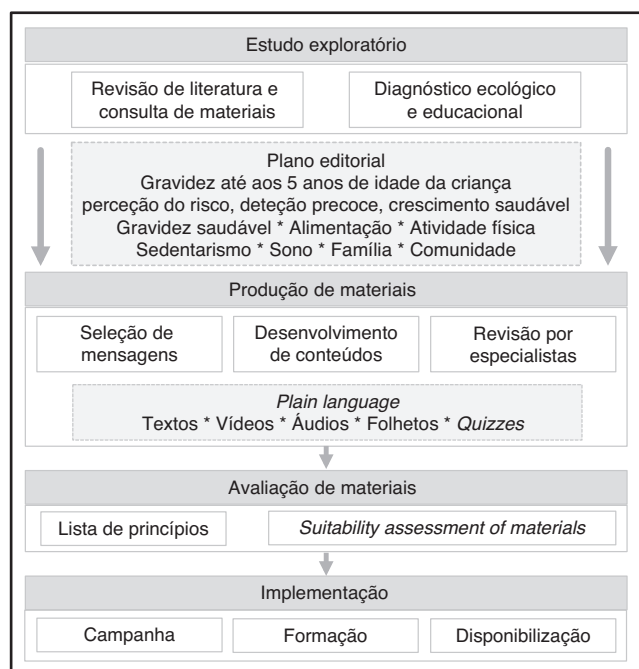 Estudo exploratório
Revisão de literatura e
consulta de materiais
Diagnóstico ecológico
e educacional
Plano editorial
Gravidez até aos 5 anos de idade da criança
perceção do risco, deteção precoce, crescimento saudável
Gravidez saudável * Alimentação * Atividade física
Sedentarismo * Sono * Família * Comunidade
Produção de materiais
Seleção de
mensagens
Desenvolvimento
de conteúdos
Revisão por
especialistas
Plain language
Textos * Vídeos * Áudios * Folhetos * Quizzes
Avaliação de materiais
Lista de princípios
Suitability assessment of materials
Implementação
Campanha
Formação
Disponibilização